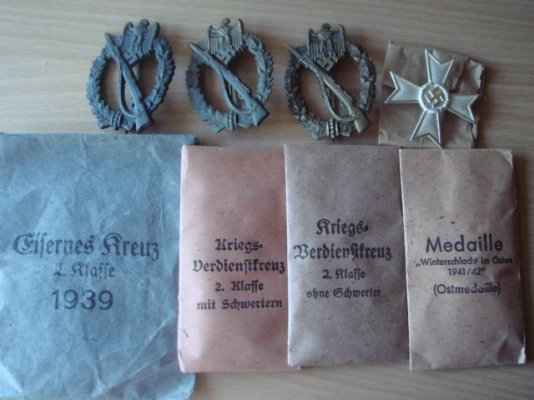 Eisernes Kreuz
2. Klasse
1939
Kriegs-
Verdienstkreuz
2. Klasse
mit Schwertern
Kriegs-
Verdienstkreuz
2. Klasse
ohne Schwerter
Medaille
„Winterschlacht im Osten
1941/42"
(Ostmedaille)